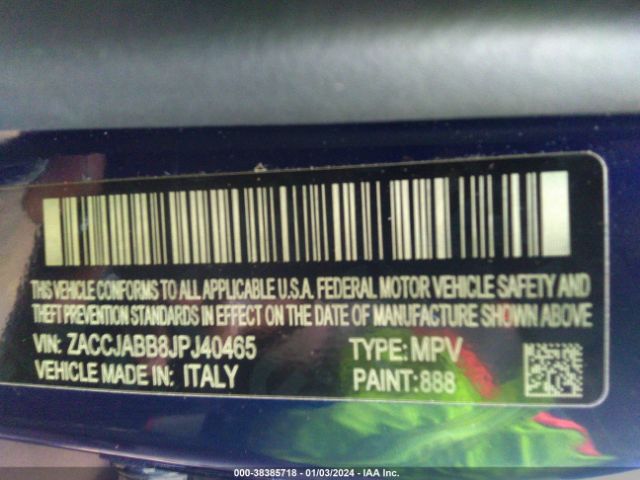 THIS VEHICLE CONFORMS TO ALL APPLICABLE U.S.A. FEDERAL MOTOR VEHICLE SAFETY AND
THEFT PREVENTION STANDARDS IN EFFECT ON THE DATE OF MANUFACTURE SHOWN ABOVE
VIN: ZACCJABB8JPJ40465 TYPE: MPV
VEHICLE MADE IN: ITALY PAINT: 888
000-38385718 - 01/03/2024 - IAA Inc.